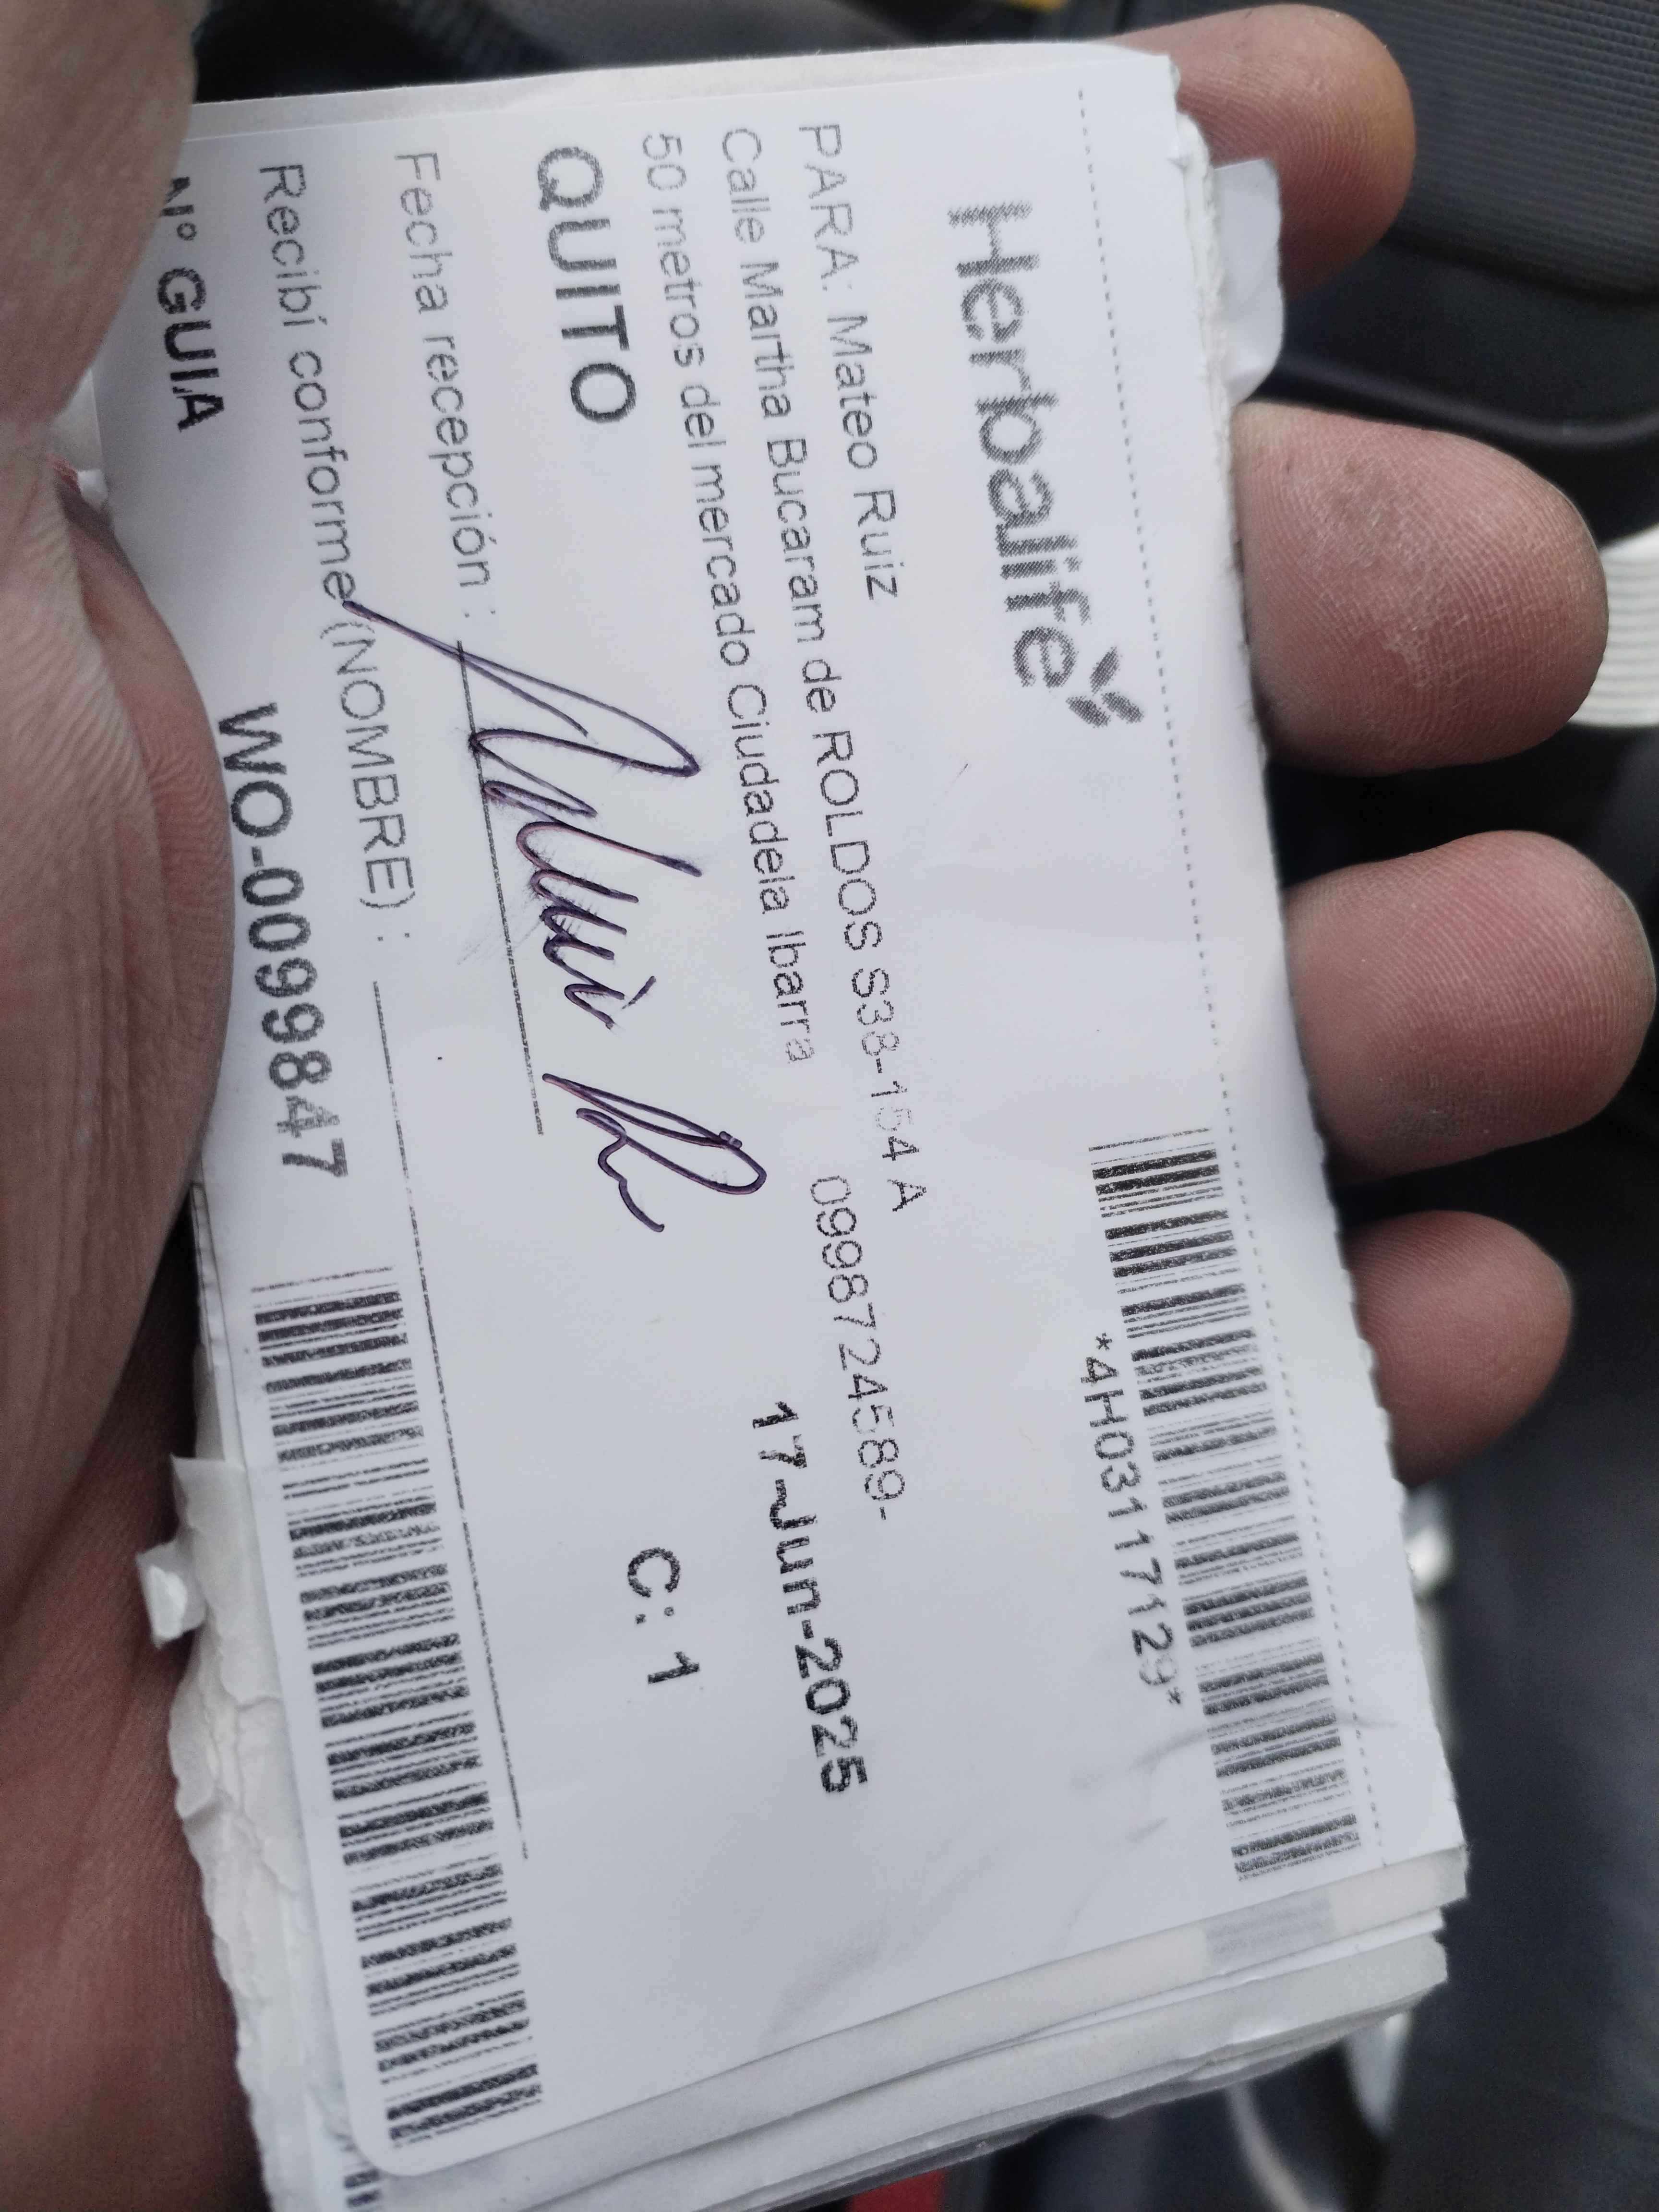 Herbalife
*4H03117129*
PARA: Mateo Ruiz
Calle Martha Bucaram de ROLDOS S38-154 A
50 metros del mercado Ciudadela Ibarra 0998724589-
QUITO 17-Jun-2025
C: 1
Fecha recepción :
Recibí conforme(NOMBRE) :
N° GUIA WO-0099847